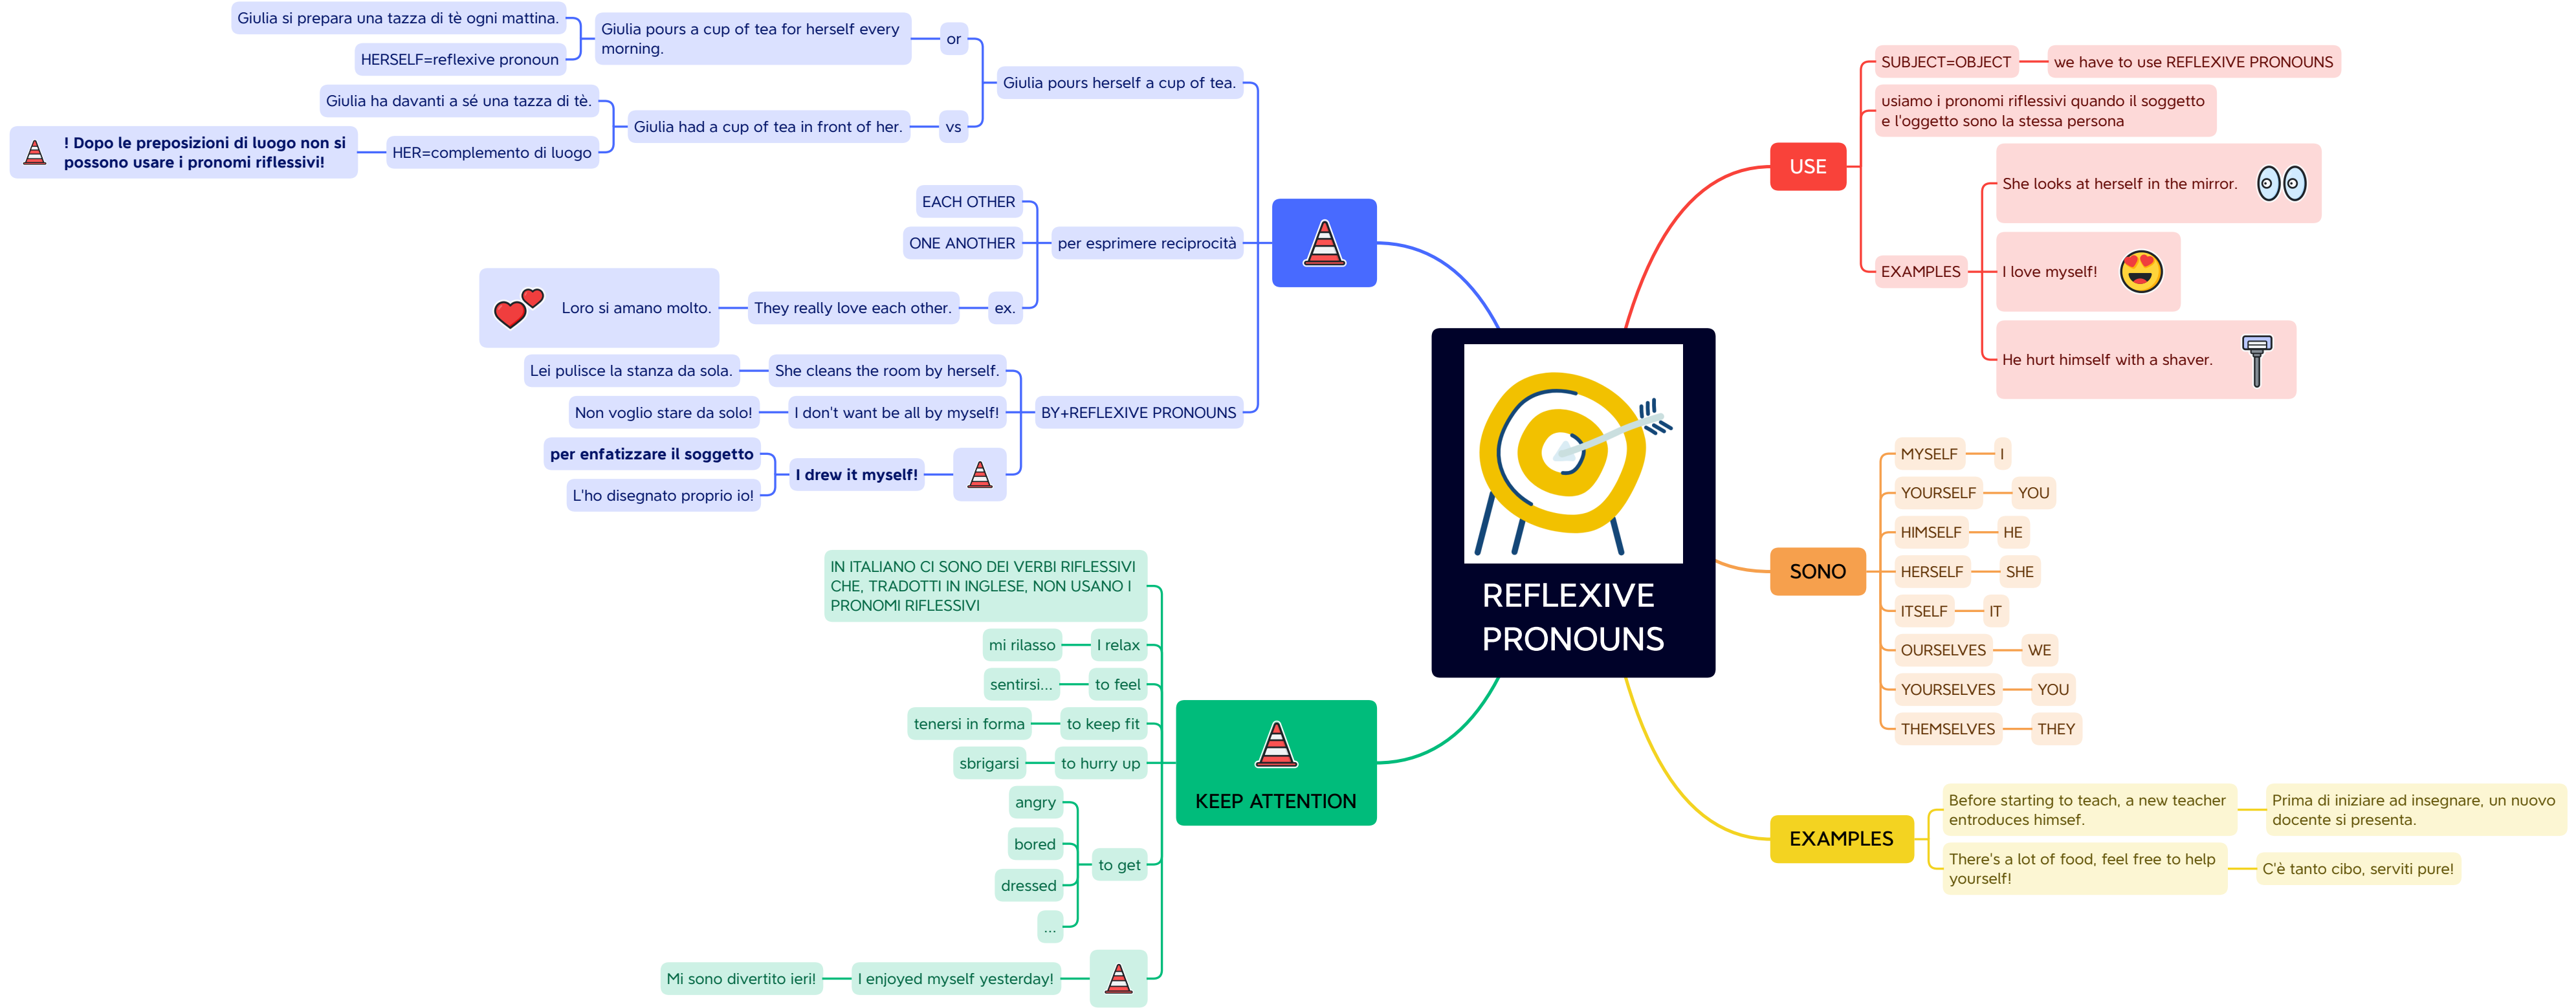 REFLEXIVE
PRONOUNS
USE
SUBJECT=OBJECT
we have to use REFLEXIVE PRONOUNS
usiamo i pronomi riflessivi quando il soggetto
e l'oggetto sono la stessa persona
EXAMPLES
She looks at herself in the mirror.
I love myself!
He hurt himself with a shaver.
SONO
MYSELF
I
YOURSELF
YOU
HIMSELF
HE
HERSELF
SHE
ITSELF
IT
OURSELVES
WE
YOURSELVES
YOU
THEMSELVES
THEY
EXAMPLES
Before starting to teach, a new teacher
entroduces himsef.
Prima di iniziare ad insegnare, un nuovo
docente si presenta.
There's a lot of food, feel free to help
yourself!
C'è tanto cibo, serviti pure!
Giulia pours herself a cup of tea.
or
Giulia pours a cup of tea for herself every
morning.
Giulia si prepara una tazza di tè ogni mattina.
HERSELF=reflexive pronoun
vs
Giulia had a cup of tea in front of her.
Giulia ha davanti a sé una tazza di tè.
HER=complemento di luogo
! Dopo le preposizioni di luogo non si
possono usare i pronomi riflessivi!
per esprimere reciprocità
EACH OTHER
ONE ANOTHER
ex.
They really love each other.
Loro si amano molto.
BY+REFLEXIVE PRONOUNS
She cleans the room by herself.
Lei pulisce la stanza da sola.
I don't want be all by myself!
Non voglio stare da solo!
I drew it myself!
per enfatizzare il soggetto
L'ho disegnato proprio io!
KEEP ATTENTION
IN ITALIANO CI SONO DEI VERBI RIFLESSIVI
CHE, TRADOTTI IN INGLESE, NON USANO I
PRONOMI RIFLESSIVI
I relax
mi rilasso
to feel
sentirsi...
to keep fit
tenersi in forma
to hurry up
sbrigarsi
to get
angry
bored
dressed
...
I enjoyed myself yesterday!
Mi sono divertito ieri!